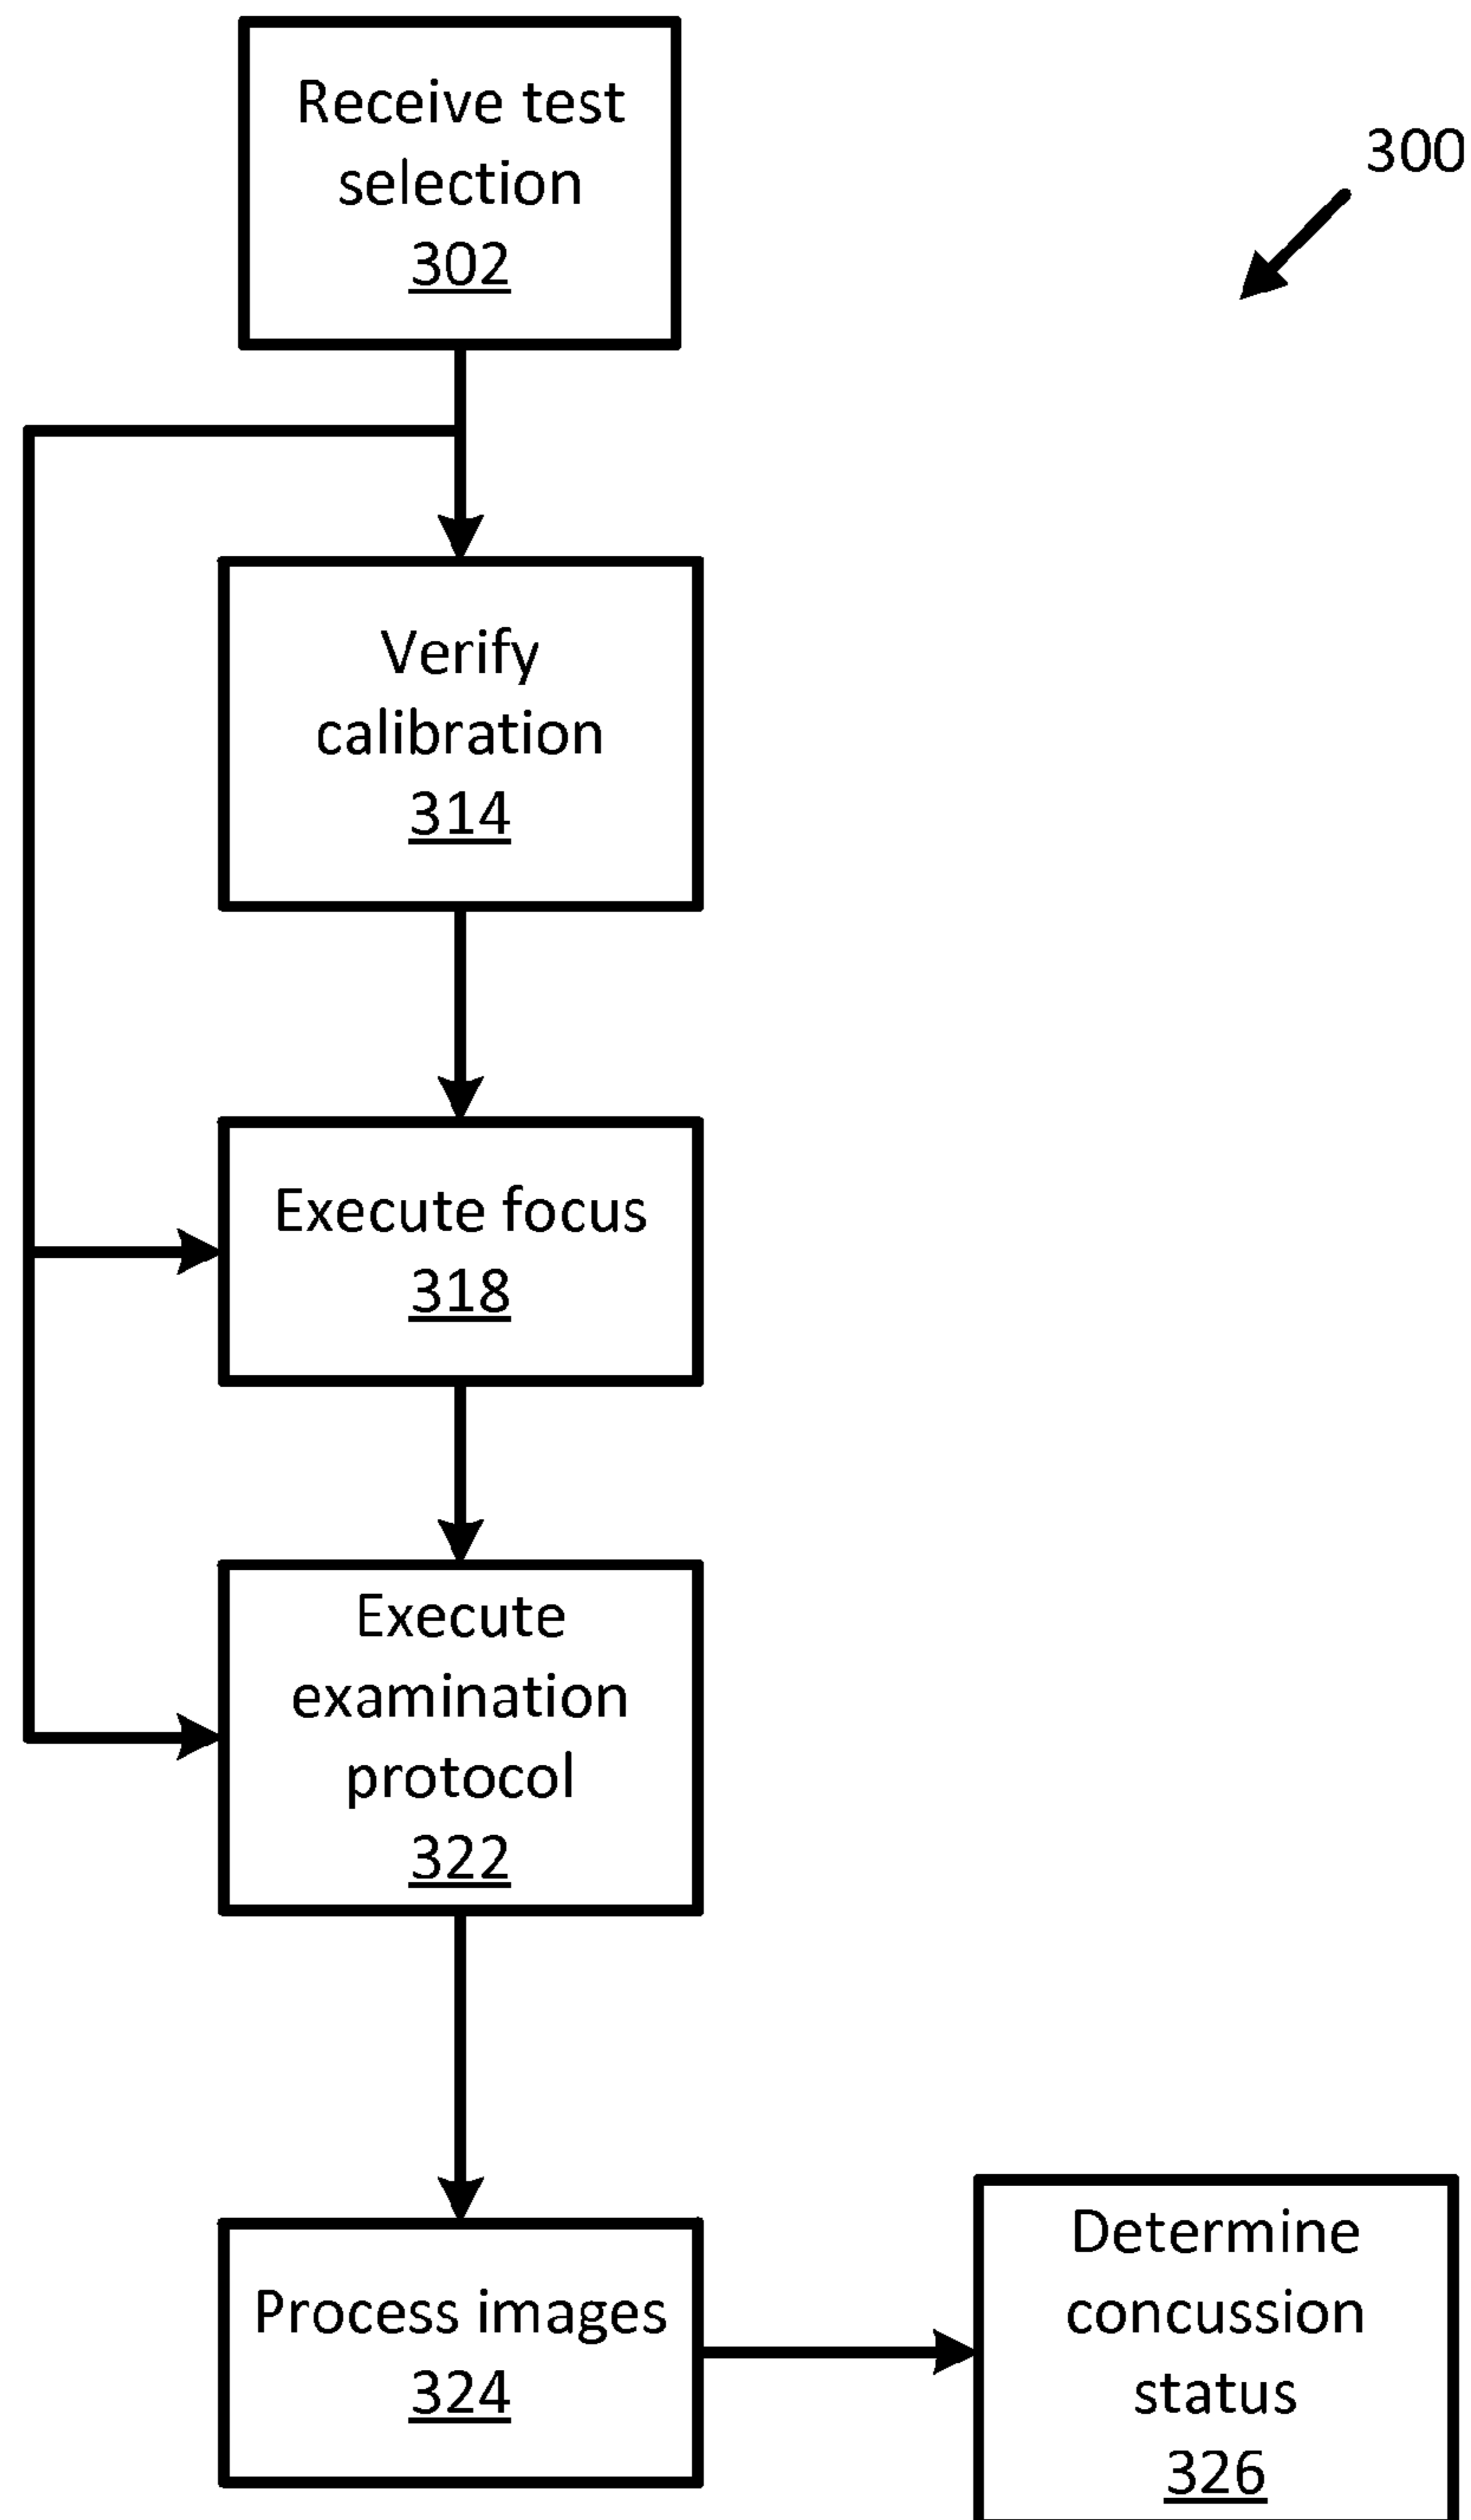 Receive test
selection
302
300
Verify
calibration
314
Execute focus
318
Execute
examination
protocol
322
Process images
324
Determine
concussion
status
326